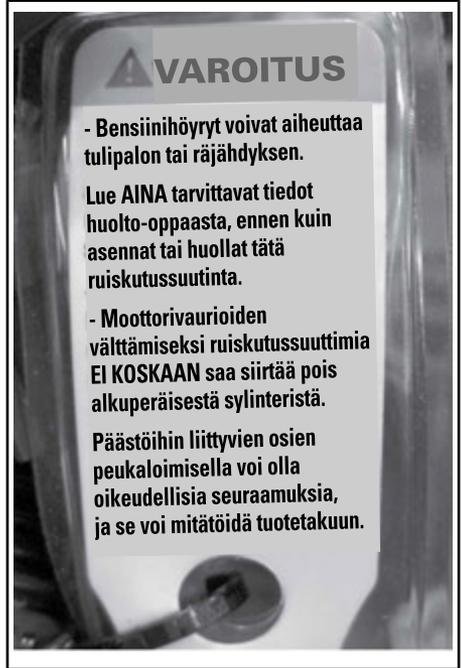 VAROITUS
- Bensiinihöyryt voivat aiheuttaa
tulipalon tai räjähdyksen.
Lue AINA tarvittavat tiedot
huolto-oppaasta, ennen kuin
asennat tai huollat tätä
ruiskutussuutinta.
- Moottorivaurioiden
välttämiseksi ruiskutussuuttimia
EI KOSKAAN saa siirtää pois
alkuperäisestä sylinteristä.
Päästöihin liittyvien osien
peukaloimisella voi olla
oikeudellisia seuraamuksia,
ja se voi mitätöidä tuotetakuun.